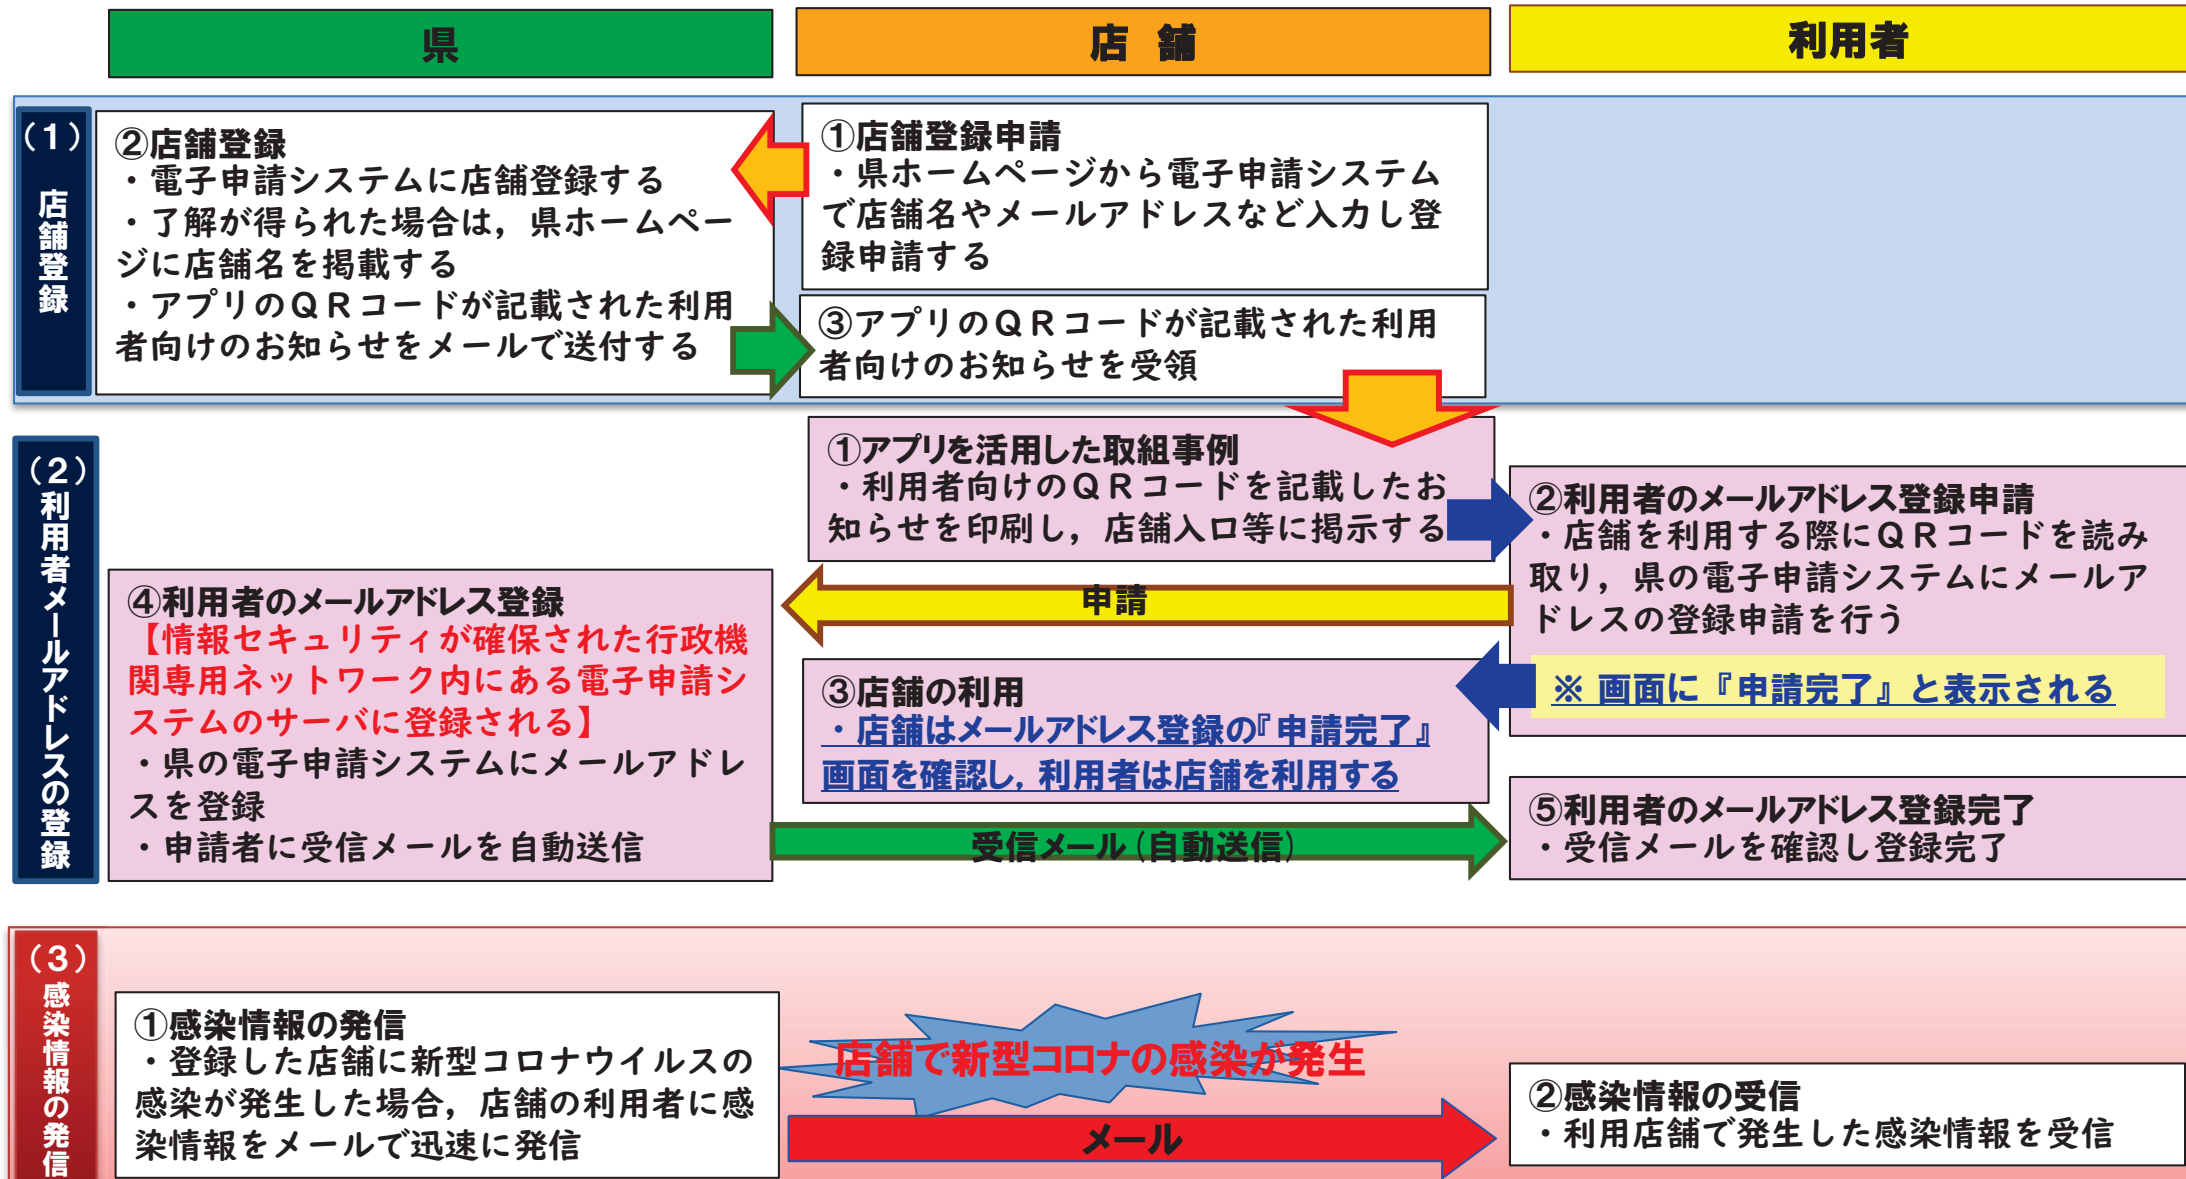 県
店 舗
利用者
(1)
店舗登録
②店舗登録
・電子申請システムに店舗登録する
・了解が得られた場合は，県ホームペー
ジに店舗名を掲載する
・アプリのＱＲコードが記載された利用
者向けのお知らせをメールで送付する
①店舗登録申請
・県ホームページから電子申請システム
で店舗名やメールアドレスなど入力し登
録申請する
③アプリのＱＲコードが記載された利用
者向けのお知らせを受領
(2)
利用者メールアドレスの登録
①アプリを活用した取組事例
・利用者向けのＱＲコードを記載したお
知らせを印刷し，店舗入口等に掲示する
②利用者のメールアドレス登録申請
・店舗を利用する際にＱＲコードを読み
取り，県の電子申請システムにメールア
ドレスの登録申請を行う
※ 画面に『申請完了』と表示される
申請
③店舗の利用
・店舗はメールアドレス登録の『申請完了』
画面を確認し，利用者は店舗を利用する
④利用者のメールアドレス登録
【情報セキュリティが確保された行政機
関専用ネットワーク内にある電子申請シ
ステムのサーバに登録される】
・県の電子申請システムにメールアドレ
スを登録
・申請者に受信メールを自動送信
受信メール(自動送信)
⑤利用者のメールアドレス登録完了
・受信メールを確認し登録完了
(3)
感染情報の発信
①感染情報の発信
・登録した店舗に新型コロナウイルスの
感染が発生した場合，店舗の利用者に感
染情報をメールで迅速に発信
店舗で新型コロナの感染が発生
メール
②感染情報の受信
・利用店舗で発生した感染情報を受信